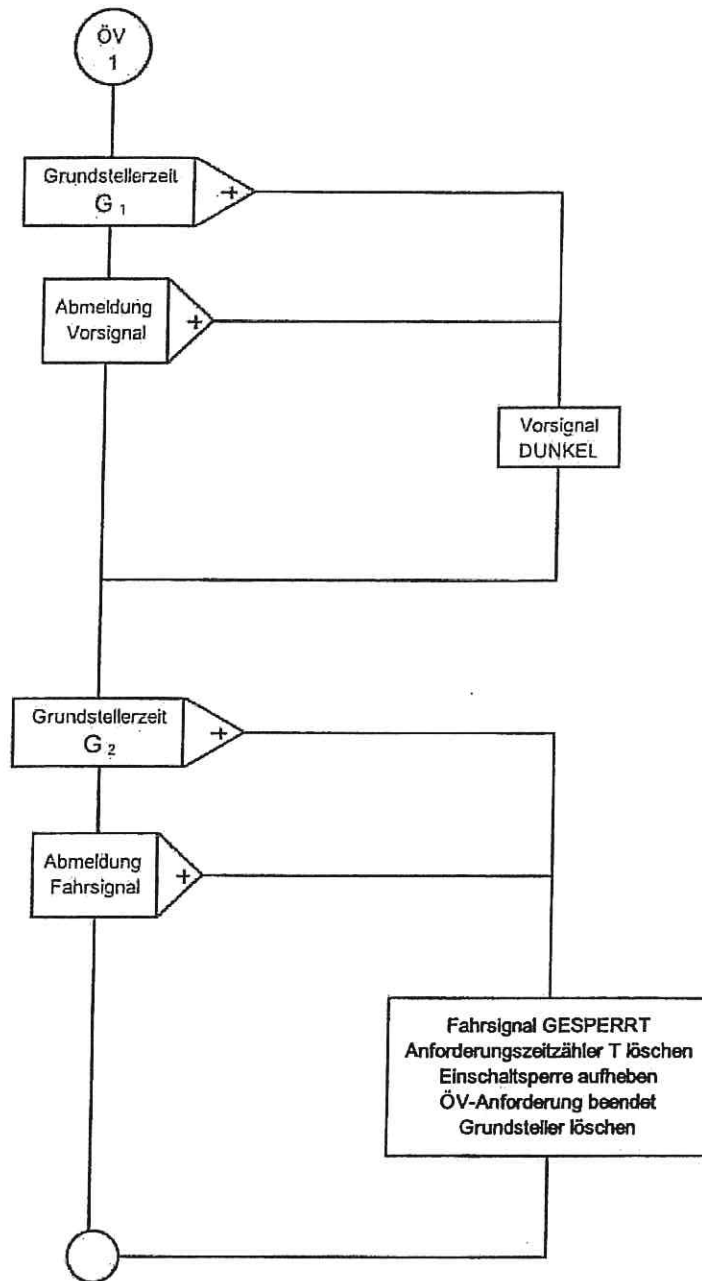 ÖV
1
Grundstellerzeit
G 1
+
Abmeldung
Vorsignal
+
Vorsignal
DUNKEL
Grundstellerzeit
G 2
+
Abmeldung
Fahrsignal
+
Fahrsignal GESPERRT
Anforderungszeitzähler T löschen
Einschaltsperre aufheben
ÖV-Anforderung beendet
Grundsteller löschen